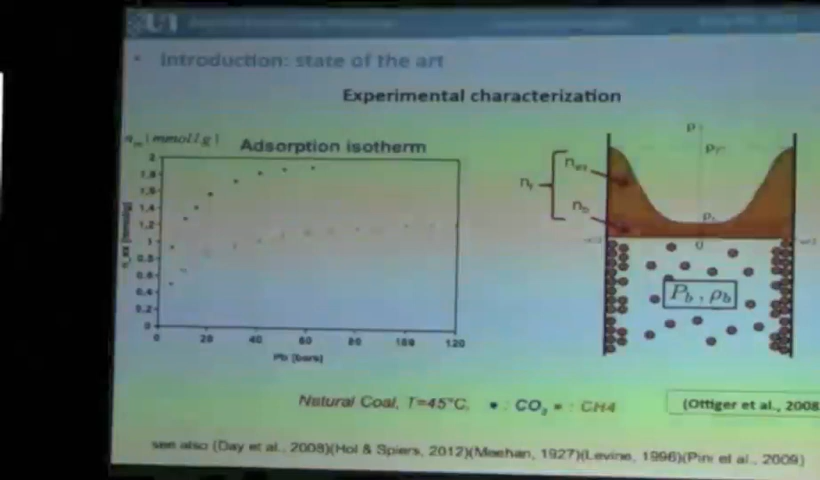 Introduction: state of the art
Experimental characterization
Adsorption isotherm
2
1,8
1,6
1,4
1,2
1
0,8
0,6
0,4
0,2
0
0 20 40 60 80 100 120
Pb [bars]
n_ex [mmol/g]
ρ
n_ex
n_b
0
P_b , ρ_b
Natural Coal, T=45°C, • : CO₂ • : CH4
(Ottiger et al., 2008
see also (Day et al., 2008)(Hol & Spiers, 2012)(Meehan, 1927)(Levine, 1996)(Pini et al., 2009)